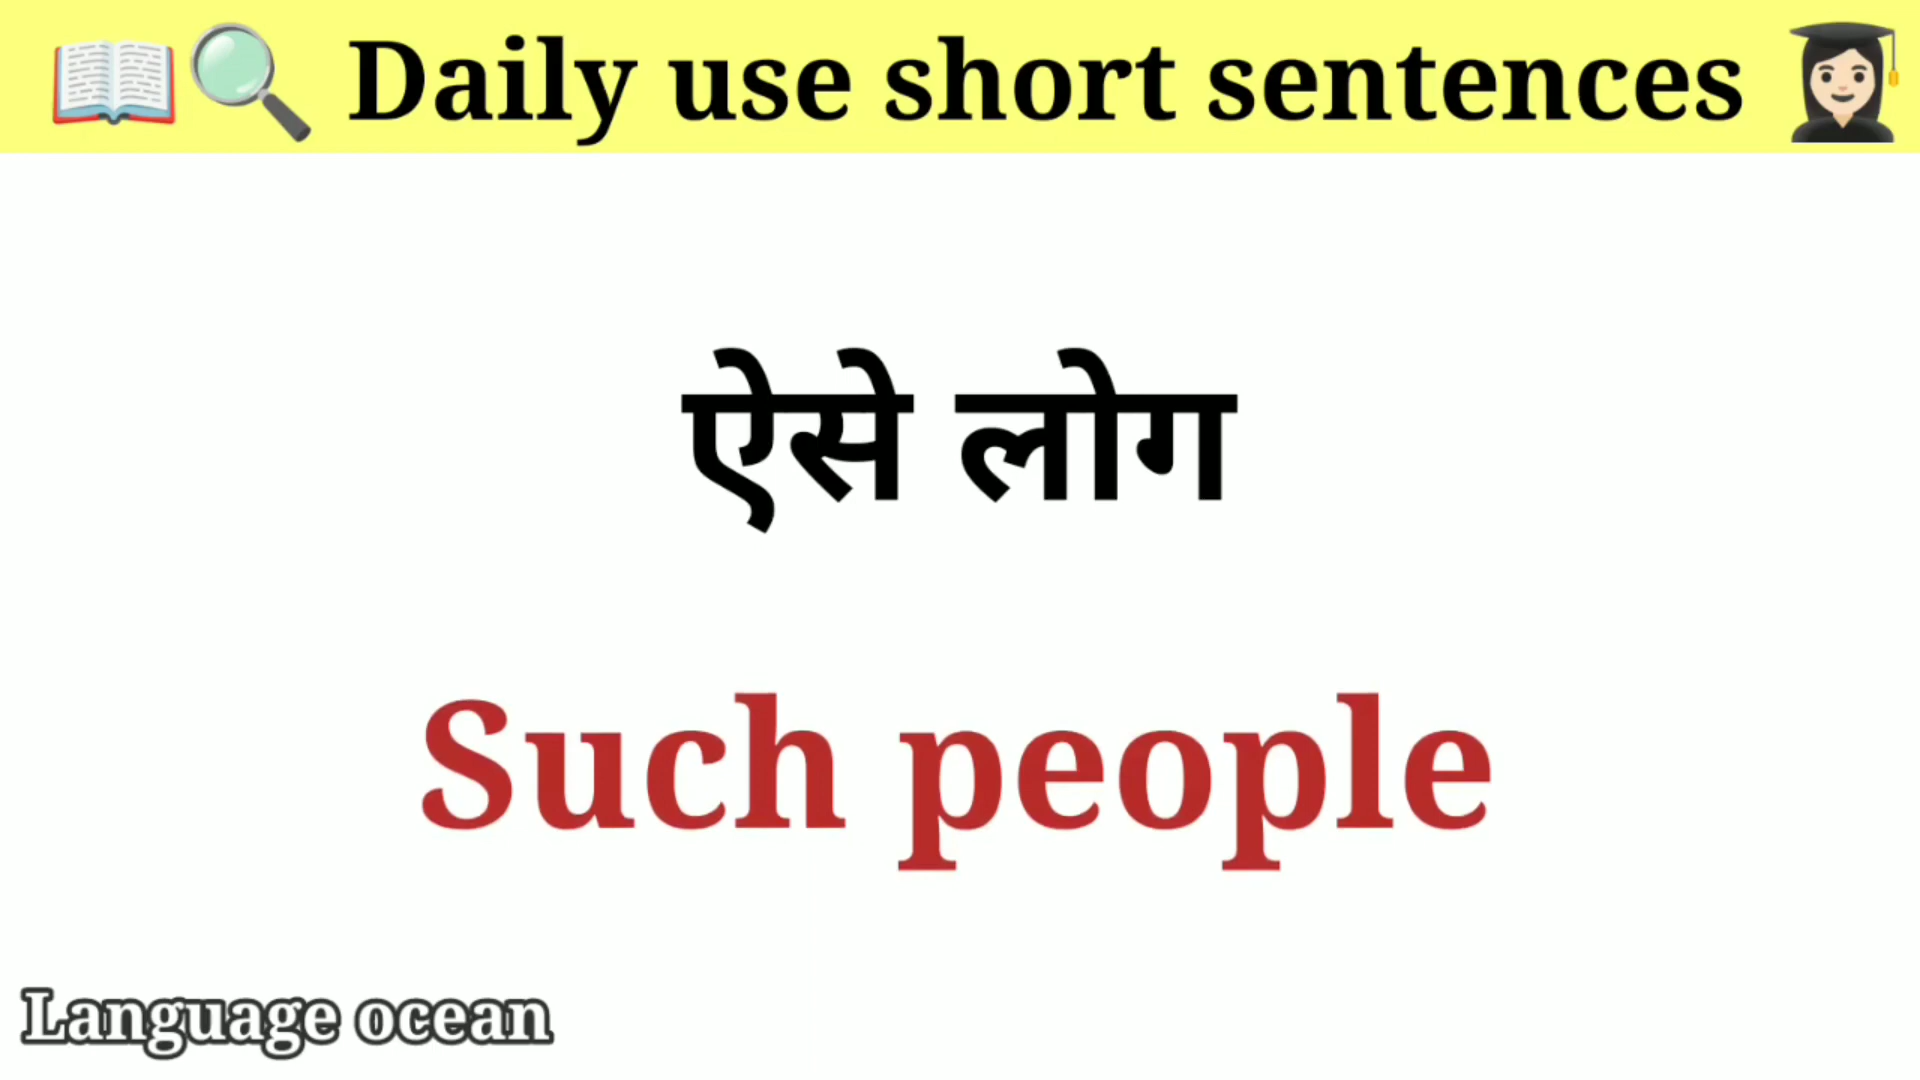 Daily use short sentences
ऐसे लोग
Such people
Language ocean